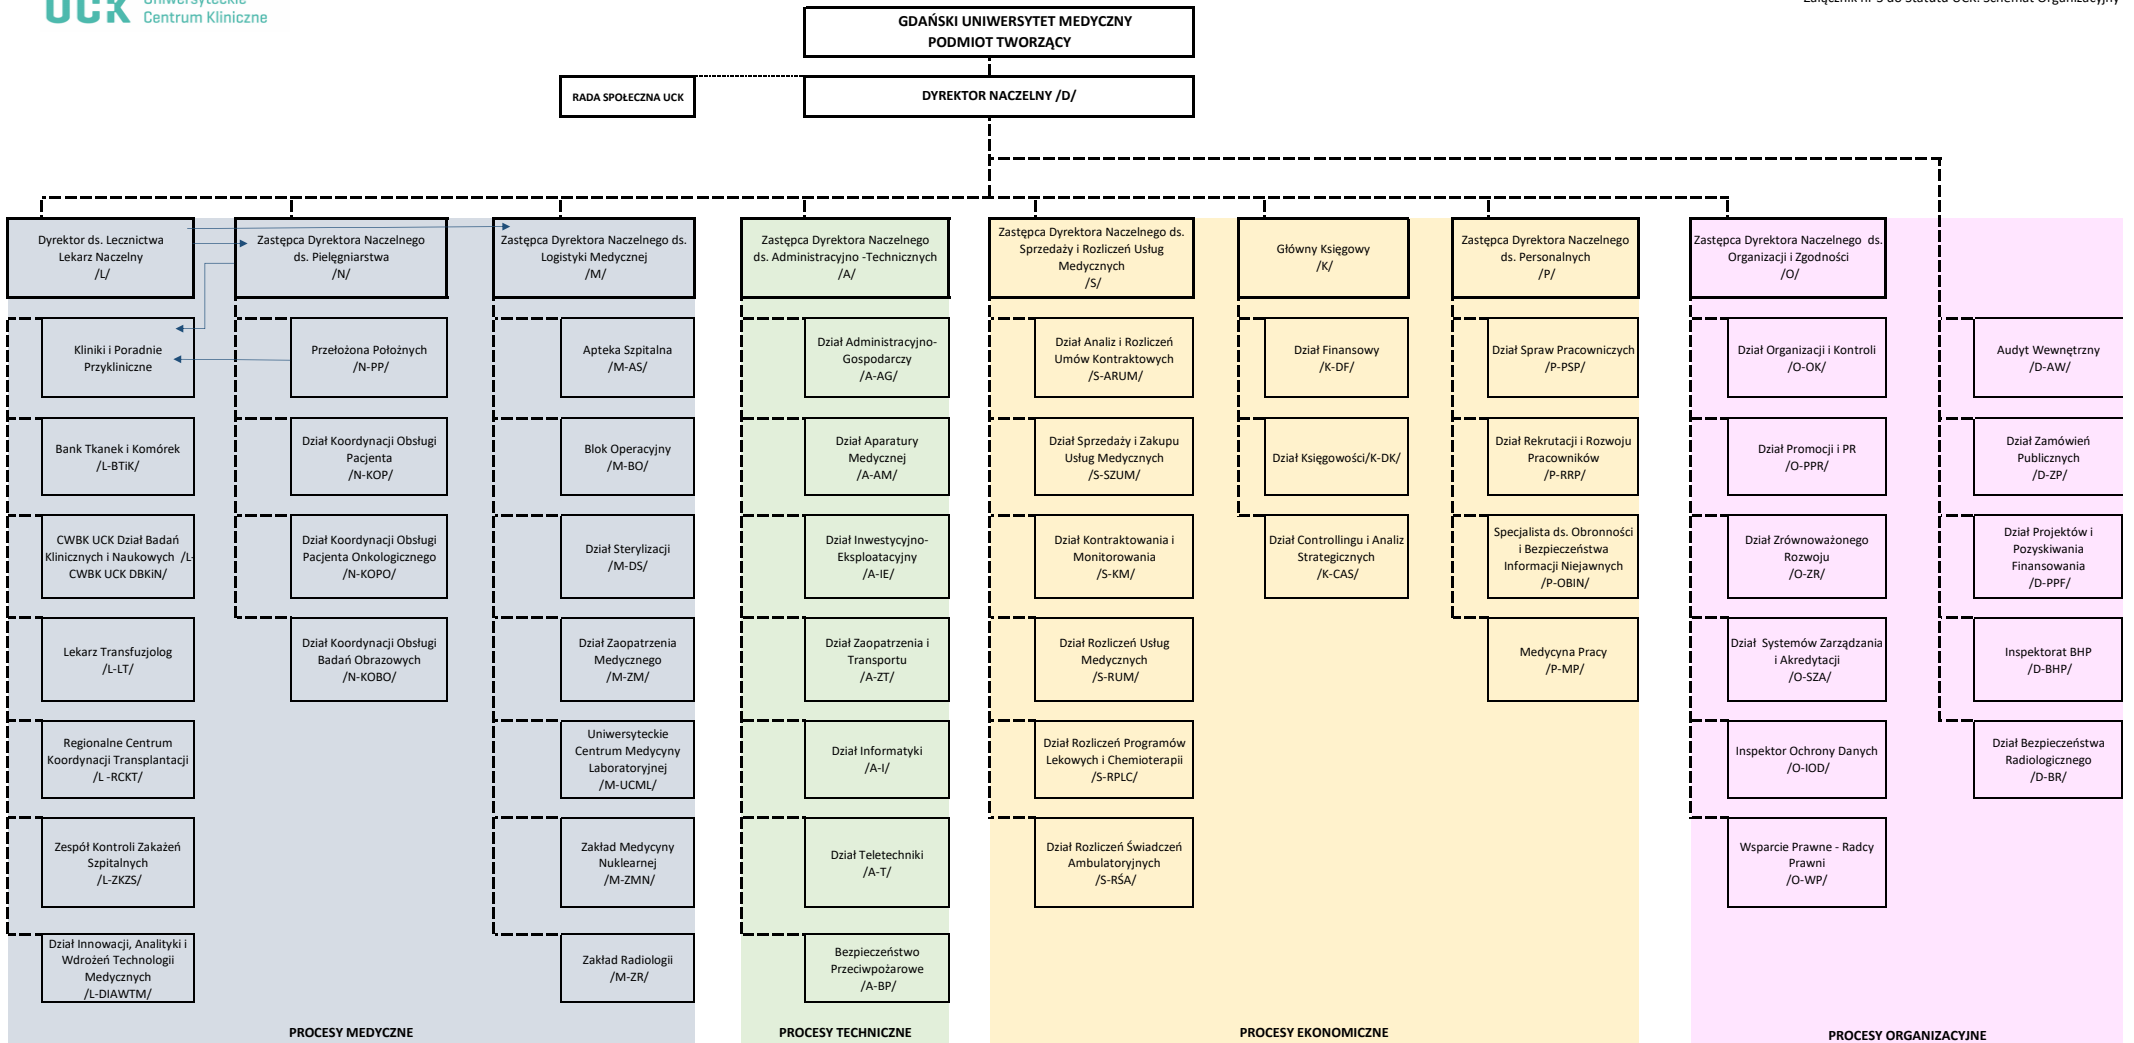 UCK
Uniwersyteckie
Centrum Kliniczne
Załącznik nr 3 do Statutu UCK: Schemat Organizacyjny
GDAŃSKI UNIWERSYTET MEDYCZNY
PODMIOT TWORZĄCY
RADA SPOŁECZNA UCK
DYREKTOR NACZELNY /D/
Dyrektor ds. Lecznictwa
Lekarz Naczelny
/L/
Zastępca Dyrektora Naczelnego
ds. Pielęgniarstwa
/N/
Zastępca Dyrektora Naczelnego ds.
Logistyki Medycznej
/M/
Zastępca Dyrektora Naczelnego
ds. Administracyjno -Technicznych
/A/
Zastępca Dyrektora Naczelnego ds.
Sprzedaży i Rozliczeń Usług
Medycznych
/S/
Główny Księgowy
/K/
Zastępca Dyrektora Naczelnego
ds. Personalnych
/P/
Zastępca Dyrektora Naczelnego ds.
Organizacji i Zgodności
/O/
Kliniki i Poradnie
Przykliniczne
Przełożona Położnych
/N-PP/
Apteka Szpitalna
/M-AS/
Dział Administracyjno-
Gospodarczy
/A-AG/
Dział Analiz i Rozliczeń
Umów Kontraktowych
/S-ARUM/
Dział Finansowy
/K-DF/
Dział Spraw Pracowniczych
/P-PSP/
Dział Organizacji i Kontroli
/O-OK/
Audyt Wewnętrzny
/D-AW/
Bank Tkanek i Komórek
/L-BTiK/
Dział Koordynacji Obsługi
Pacjenta
/N-KOP/
Blok Operacyjny
/M-BO/
Dział Aparatury
Medycznej
/A-AM/
Dział Sprzedaży i Zakupu
Usług Medycznych
/S-SZUM/
Dział Księgowości/K-DK/
Dział Rekrutacji i Rozwoju
Pracowników
/P-RRP/
Dział Promocji i PR
/O-PPR/
Dział Zamówień
Publicznych
/D-ZP/
CWBK UCK Dział Badań
Klinicznych i Naukowych /L-
CWBK UCK DBKiN/
Dział Koordynacji Obsługi
Pacjenta Onkologicznego
/N-KOPO/
Dział Sterylizacji
/M-DS/
Dział Inwestycyjno-
Eksploatacyjny
/A-IE/
Dział Kontraktowania i
Monitorowania
/S-KM/
Dział Controllingu i Analiz
Strategicznych
/K-CAS/
Specjalista ds. Obronności
i Bezpieczeństwa
Informacji Niejawnych
/P-OBIN/
Dział Zrównoważonego
Rozwoju
/O-ZR/
Dział Projektów i
Pozyskiwania
Finansowania
/D-PPF/
Lekarz Transfuzjolog
/L-LT/
Dział Koordynacji Obsługi
Badań Obrazowych
/N-KOBO/
Dział Zaopatrzenia
Medycznego
/M-ZM/
Dział Zaopatrzenia i
Transportu
/A-ZT/
Dział Rozliczeń Usług
Medycznych
/S-RUM/
Medycyna Pracy
/P-MP/
Dział Systemów Zarządzania
i Akredytacji
/O-SZA/
Inspektorat BHP
/D-BHP/
Regionalne Centrum
Koordynacji Transplantacji
/L -RCKT/
Uniwersyteckie
Centrum Medycyny
Laboratoryjnej
/M-UCML/
Dział Informatyki
/A-I/
Dział Rozliczeń Programów
Lekowych i Chemioterapii
/S-RPLC/
Inspektor Ochrony Danych
/O-IOD/
Dział Bezpieczeństwa
Radiologicznego
/D-BR/
Zespół Kontroli Zakażeń
Szpitalnych
/L-ZKZS/
Zakład Medycyny
Nuklearnej
/M-ZMN/
Dział Teletechniki
/A-T/
Dział Rozliczeń Świadczeń
Ambulatoryjnych
/S-RŚA/
Wsparcie Prawne - Radcy
Prawni
/O-WP/
Dział Innowacji, Analityki i
Wdrożeń Technologii
Medycznych
/L-DIAWTM/
Zakład Radiologii
/M-ZR/
Bezpieczeństwo
Przeciwpożarowe
/A-BP/
PROCESY MEDYCZNE
PROCESY TECHNICZNE
PROCESY EKONOMICZNE
PROCESY ORGANIZACYJNE